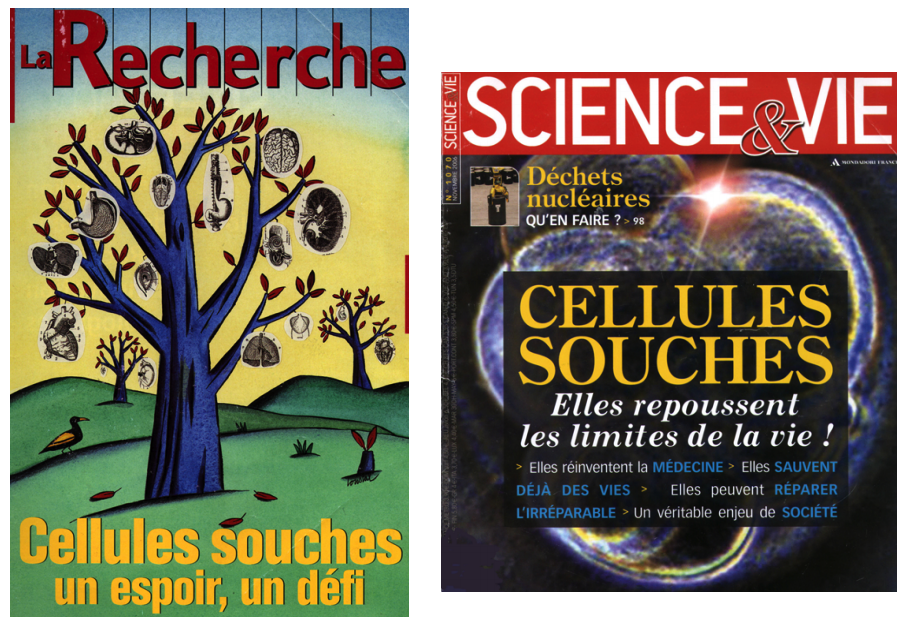 La Recherche
Cellules souches
un espoir, un défi
SCIENCE & VIE
SCIENCE & VIE
N° 1070
NOVEMBRE 2006
MONDADORI FRANCE
Déchets
nucléaires
QU'EN FAIRE ? > 98
CELLULES
SOUCHES
Elles repoussent
les limites de la vie !
> Elles réinventent la MÉDECINE > Elles SAUVENT
DÉJÀ DES VIES > Elles peuvent RÉPARER
L'IRRÉPARABLE > Un véritable enjeu de SOCIÉTÉ